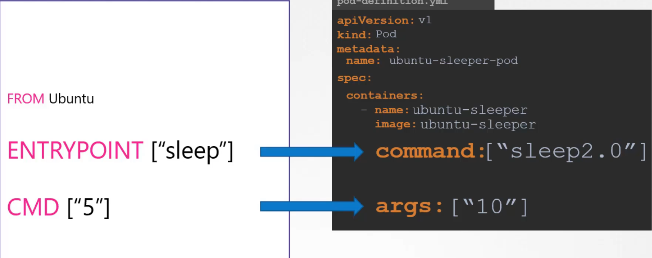 FROM Ubuntu
ENTRYPOINT [“sleep”]
CMD [“5”]
pod-definition.yml
apiVersion: v1
kind: Pod
metadata:
name: ubuntu-sleeper-pod
spec:
containers:
- name: ubuntu-sleeper
image: ubuntu-sleeper
command:[“sleep2.0”]
args: [“10”]